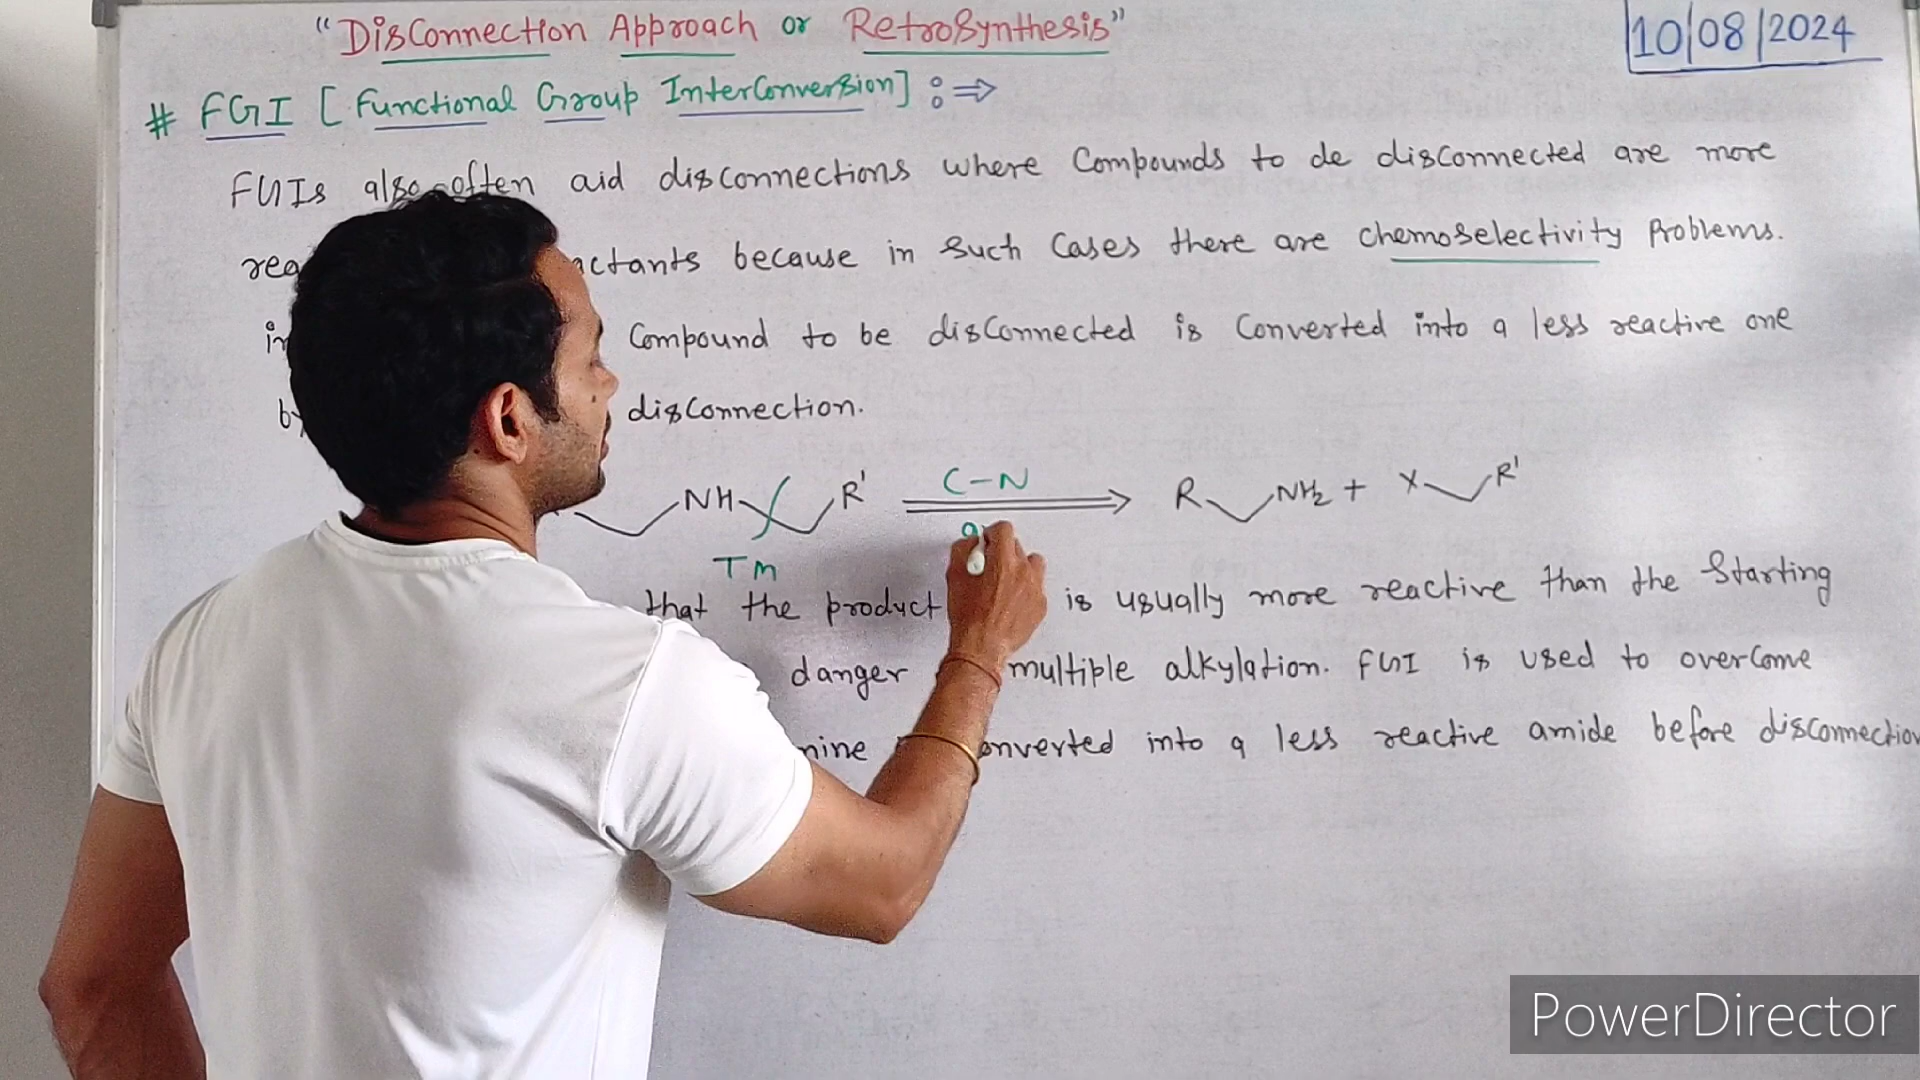 "Disconnection Approach or Retrosynthesis"
10/08/2024
# FGI [Functional Group InterConversion] :⇒
FGIs also often aid disconnections where Compounds to de disconnected are more
actants because in such Cases there are chemoselectivity Problems.
Compound to be disconnected is Converted into a less reactive one
disconnection.
NH R' C-N R NH2 + X R'
TM
that the product is usually more reactive than the Starting
danger multiple alkylation. FGI is used to overcome
onverted into a less reactive amide before disconnection
PowerDirector